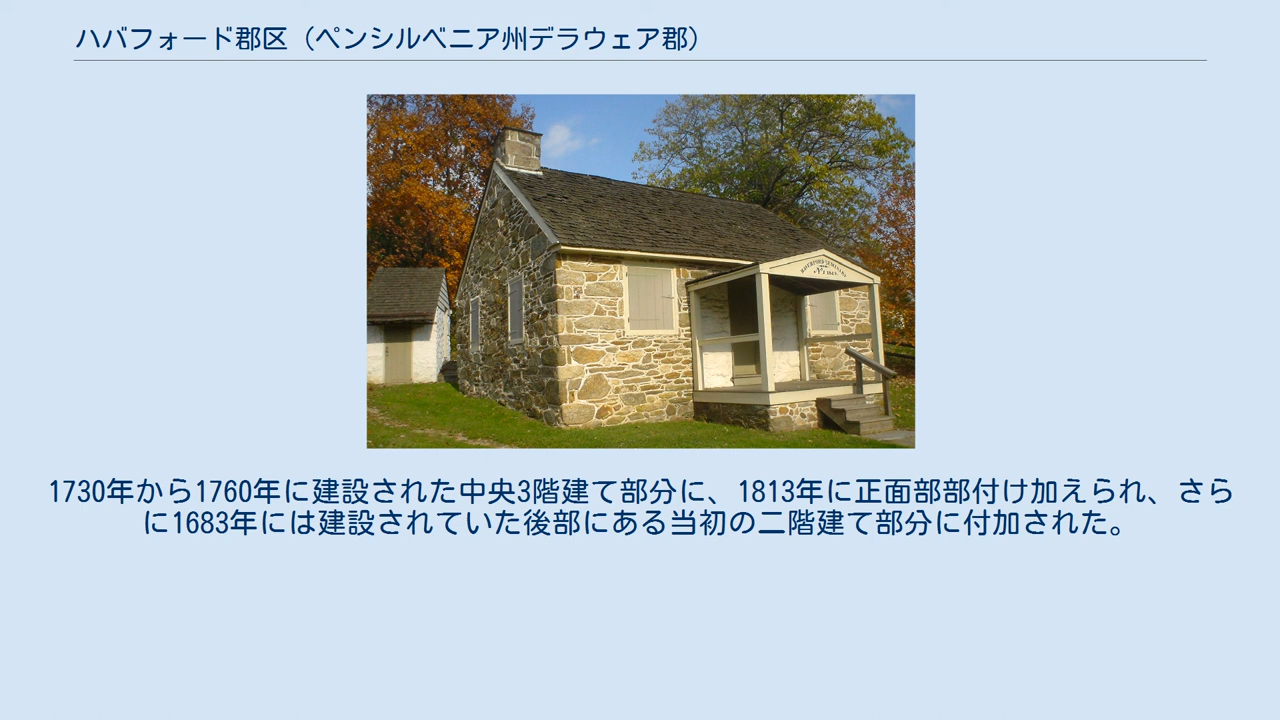 ハバフォード郡区（ペンシルベニア州デラウェア郡）
1730年から1760年に建設された中央3階建て部分に、1813年に正面部部付け加えられ、さら
に1683年には建設されていた後部にある当初の二階建て部分に付加された。